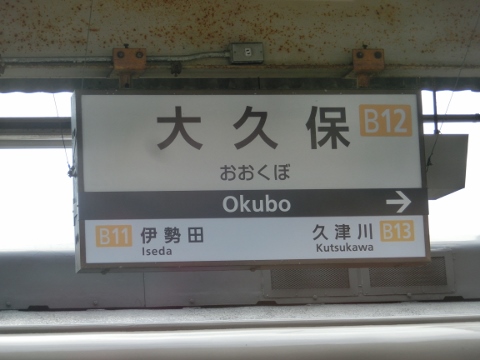 大久保 B12
おおくぼ
Okubo →
B11 伊勢田 久津川 B13
Iseda Kutsukawa